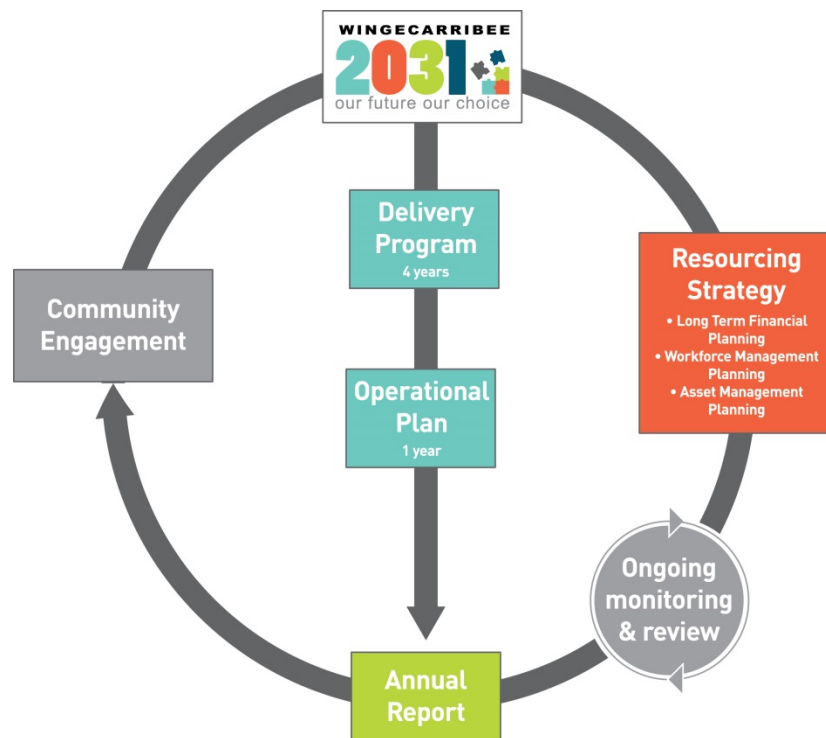 WINGECARRIBEE
2031
our future our choice
Delivery
Program
4 years
Community
Engagement
Resourcing
Strategy
• Long Term Financial
Planning
• Workforce Management
Planning
• Asset Management
Planning
Operational
Plan
1 year
Ongoing
monitoring
& review
Annual
Report